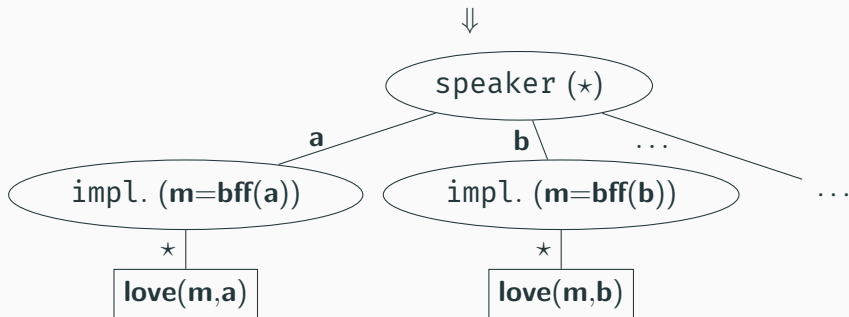 ⇓
speaker (⋆)
a b ...
impl. (m=bff(a)) impl. (m=bff(b)) ...
⋆ ⋆
love(m,a) love(m,b)